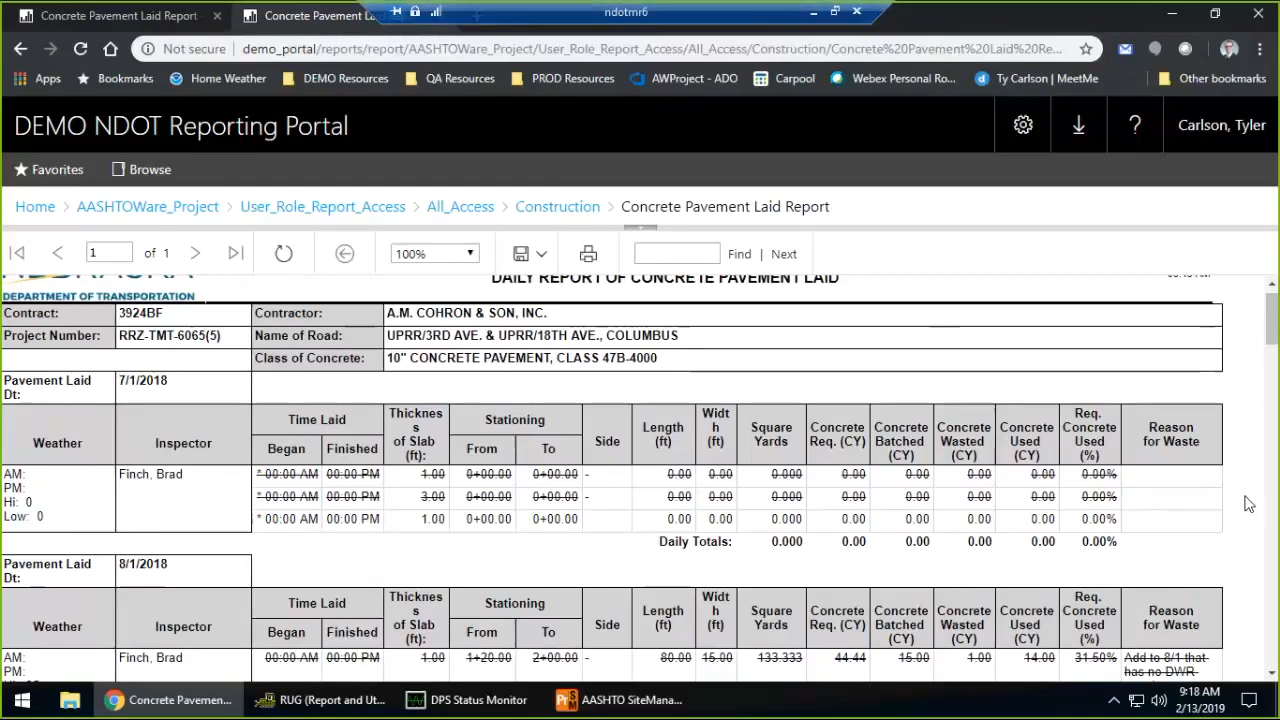 Concrete Pavement Laid Report
Concrete Pavement L
ndotmr6
Not secure | demo_portal/reports/report/AASHTOWare_Project/User_Role_Report_Access/All_Access/Construction/Concrete%20Pavement%20Laid%20Re...
Apps Bookmarks Home Weather DEMO Resources QA Resources PROD Resources AWProject - ADO Carpool Webex Personal Ro... Ty Carlson | MeetMe Other bookmarks
DEMO NDOT Reporting Portal
? Carlson, Tyler
Favorites Browse
Home > AASHTOWare_Project > User_Role_Report_Access > All_Access > Construction > Concrete Pavement Laid Report
1 of 1 100% Find | Next
DAILY REPORT OF CONCRETE PAVEMENT LAID
DEPARTMENT OF TRANSPORTATION
Contract: 3924BF Contractor: A.M. COHRON & SON, INC.
Project Number: RRZ-TMT-6065(5) Name of Road: UPRR/3RD AVE. & UPRR/18TH AVE., COLUMBUS
Class of Concrete: 10" CONCRETE PAVEMENT, CLASS 47B-4000
Pavement Laid Dt: 7/1/2018
Weather Inspector Time Laid Began Finished Thicknes s of Slab (ft): Stationing From To Side Length (ft) Widt h (ft) Square Yards Concrete Req. (CY) Concrete Batched (CY) Concrete Wasted (CY) Concrete Used (CY) Req. Concrete Used (%) Reason for Waste
AM: Finch, Brad * 00:00 AM 00:00 PM 1.00 0+00.00 0+00.00 - 0.00 0.00 0.000 0.00 0.00 0.00 0.00 0.00%
PM:
* 00:00 AM 00:00 PM 3.00 0+00.00 0+00.00 - 0.00 0.00 0.000 0.00 0.00 0.00 0.00 0.00%
Hi: 0
Low: 0 * 00:00 AM 00:00 PM 1.00 0+00.00 0+00.00 0.00 0.00 0.000 0.00 0.00 0.00 0.00 0.00%
Daily Totals: 0.000 0.00 0.00 0.00 0.00 0.00%
Pavement Laid Dt: 8/1/2018
Weather Inspector Time Laid Began Finished Thicknes s of Slab (ft): Stationing From To Side Length (ft) Widt h (ft) Square Yards Concrete Req. (CY) Concrete Batched (CY) Concrete Wasted (CY) Concrete Used (CY) Req. Concrete Used (%) Reason for Waste
AM: Finch, Brad 00:00 AM 00:00 PM 1.00 1+20.00 2+00.00 - 80.00 15.00 133.333 44.44 15.00 1.00 14.00 31.50% Add to 8/1 that
PM: has no DWR
Concrete Pavemen... RUG (Report and Ut... DPS Status Monitor AASHTO SiteMana...
9:18 AM
2/13/2019